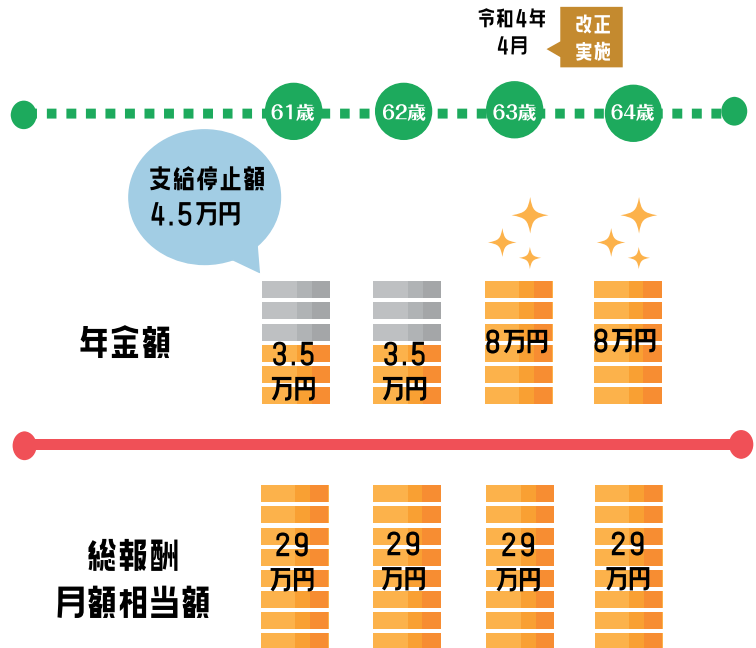 令和4年
4月
改正
実施
61歳
62歳
63歳
64歳
支給停止額
4.5万円
年金額
3.5
万円
3.5
万円
8万円
8万円
総報酬
月額相当額
29
万円
29
万円
29
万円
29
万円